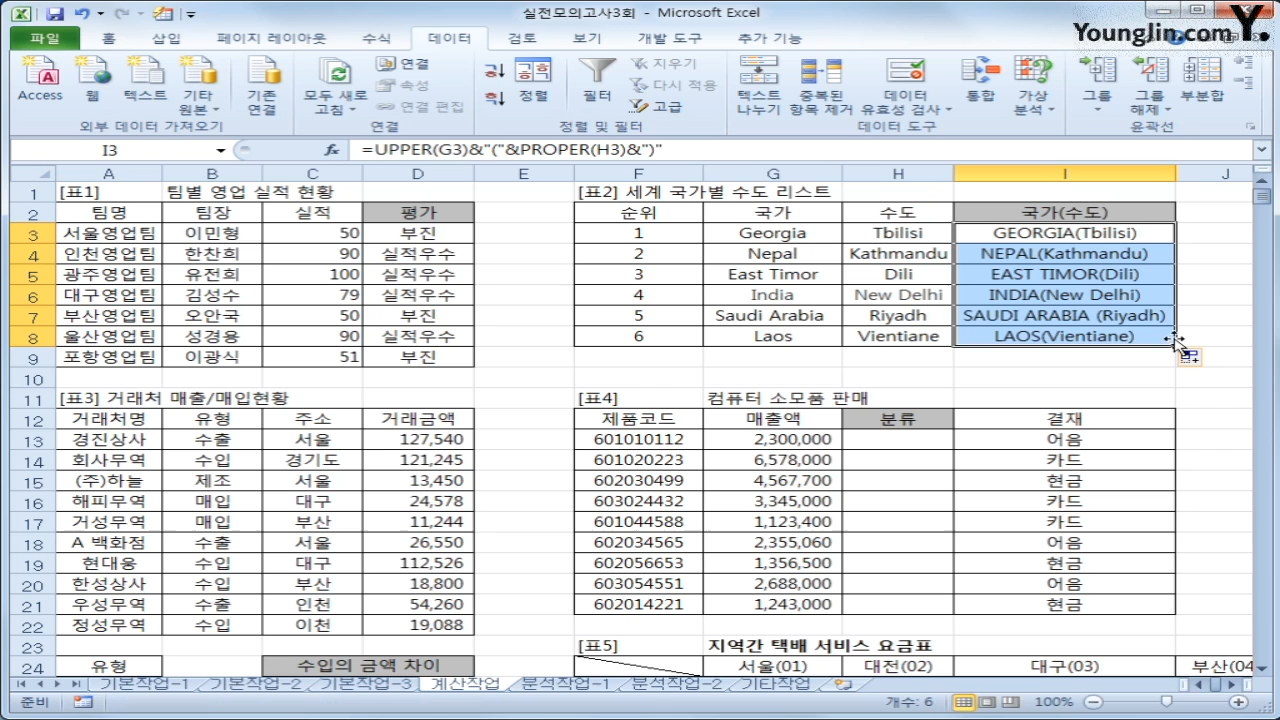 실전모의고사3회 - Microsoft Excel
Younglin.com Y.
파일 홈 삽입 페이지 레이아웃 수식 데이터 검토 보기 개발 도구 추가 기능
Access 웹 텍스트 기타 원본 기존 연결 모두 새로 고침 연결 속성 연결 편집 정렬 필터 지우기 다시 적용 고급 텍스트 나누기 중복된 항목 제거 데이터 유효성 검사 통합 가상 분석 그룹 그룹 해제 부분합
외부 데이터 가져오기 연결 정렬 및 필터 데이터 도구 윤곽선
I3 fx =UPPER(G3)&"("&PROPER(H3)&")"
A B C D E F G H I J
1 [표1] 팀별 영업 실적 현황 [표2] 세계 국가별 수도 리스트
2 팀명 팀장 실적 평가 순위 국가 수도 국가(수도)
3 서울영업팀 이민형 50 부진 1 Georgia Tbilisi GEORGIA(Tbilisi)
4 인천영업팀 한찬희 90 실적우수 2 Nepal Kathmandu NEPAL(Kathmandu)
5 광주영업팀 유전희 100 실적우수 3 East Timor Dili EAST TIMOR(Dili)
6 대구영업팀 김성수 79 실적우수 4 India New Delhi INDIA(New Delhi)
7 부산영업팀 오안국 50 부진 5 Saudi Arabia Riyadh SAUDI ARABIA (Riyadh)
8 울산영업팀 성경용 90 실적우수 6 Laos Vientiane LAOS(Vientiane)
9 포항영업팀 이광식 51 부진
10
11 [표3] 거래처 매출/매입현황 [표4] 컴퓨터 소모품 판매
12 거래처명 유형 주소 거래금액 제품코드 매출액 분류 결재
13 경진상사 수출 서울 127,540 601010112 2,300,000 어음
14 회사무역 수입 경기도 121,245 601020223 6,578,000 카드
15 (주)하늘 제조 서울 13,450 602030499 4,567,700 현금
16 해피무역 매입 대구 24,578 603024432 3,345,000 카드
17 거성무역 매입 부산 11,244 601044588 1,123,400 카드
18 A 백화점 수출 서울 26,550 602034565 2,355,060 어음
19 현대웅 수입 대구 112,526 602056653 1,356,500 현금
20 한성상사 수입 부산 18,800 603054551 2,688,000 어음
21 우성무역 수출 인천 54,260 602014221 1,243,000 현금
22 정성무역 수입 이천 19,088
23 [표5] 지역간 택배 서비스 요금표
24 유형 수입의 금액 차이 서울(01) 대전(02) 대구(03) 부산(04
기본작업-1 기본작업-2 기본작업-3 계산작업 분석작업-1 분석작업-2 기타작업
준비 개수: 6 100%